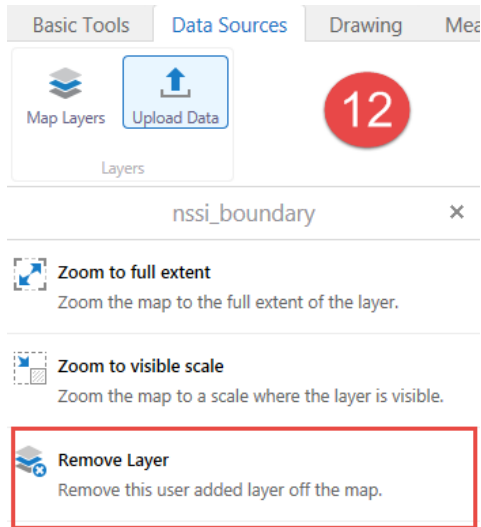 Basic Tools Data Sources Drawing Mea
Map Layers Upload Data 12
Layers
nssi_boundary
Zoom to full extent
Zoom the map to the full extent of the layer.
Zoom to visible scale
Zoom the map to a scale where the layer is visible.
Remove Layer
Remove this user added layer off the map.